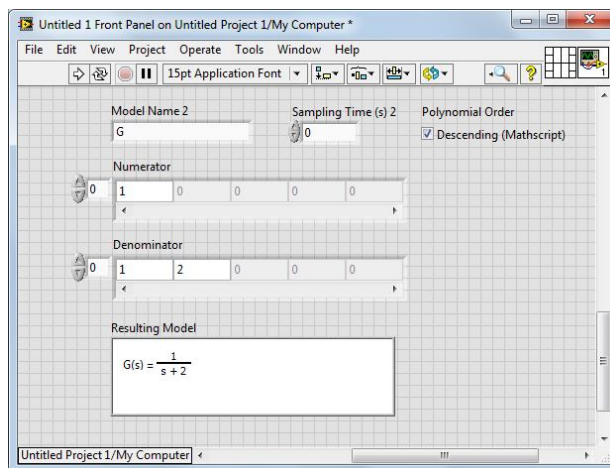 Untitled 1 Front Panel on Untitled Project 1/My Computer *
File Edit View Project Operate Tools Window Help
15pt Application Font
1
Model Name 2
Sampling Time (s) 2
Polynomial Order
G
0
Descending (Mathscript)
Numerator
0 1 0 0 0 0
Denominator
0 1 2 0 0 0
Resulting Model
G(s) = 1
s + 2
Untitled Project 1/My Computer